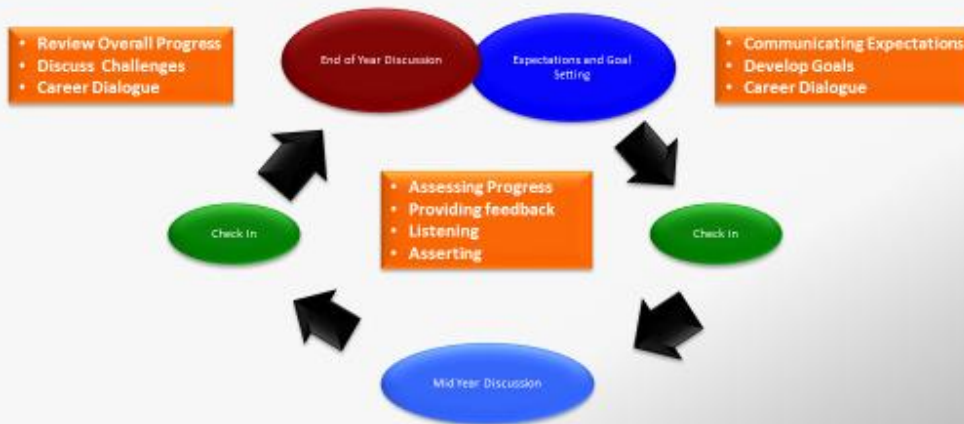 • Review Overall Progress
• Discuss Challenges
• Career Dialogue
End of Year Discussion
Expectations and Goal
Setting
• Communicating Expectations
• Develop Goals
• Career Dialogue
Check In
• Assessing Progress
• Providing feedback
• Listening
• Asserting
Check In
Mid Year Discussion